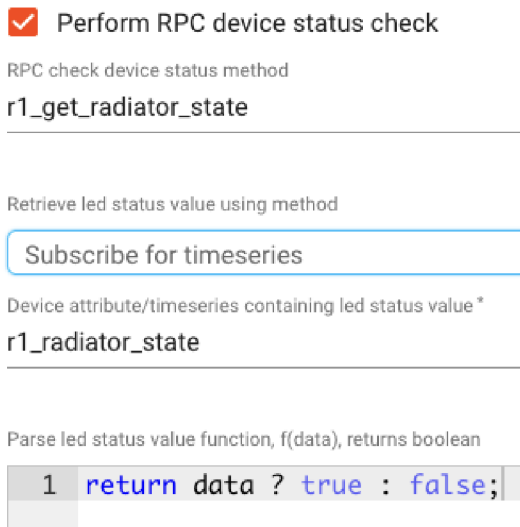 Perform RPC device status check
RPC check device status method
r1_get_radiator_state
Retrieve led status value using method
Subscribe for timeseries
Device attribute/timeseries containing led status value *
r1_radiator_state
Parse led status value function, f(data), returns boolean
1 return data ? true : false;